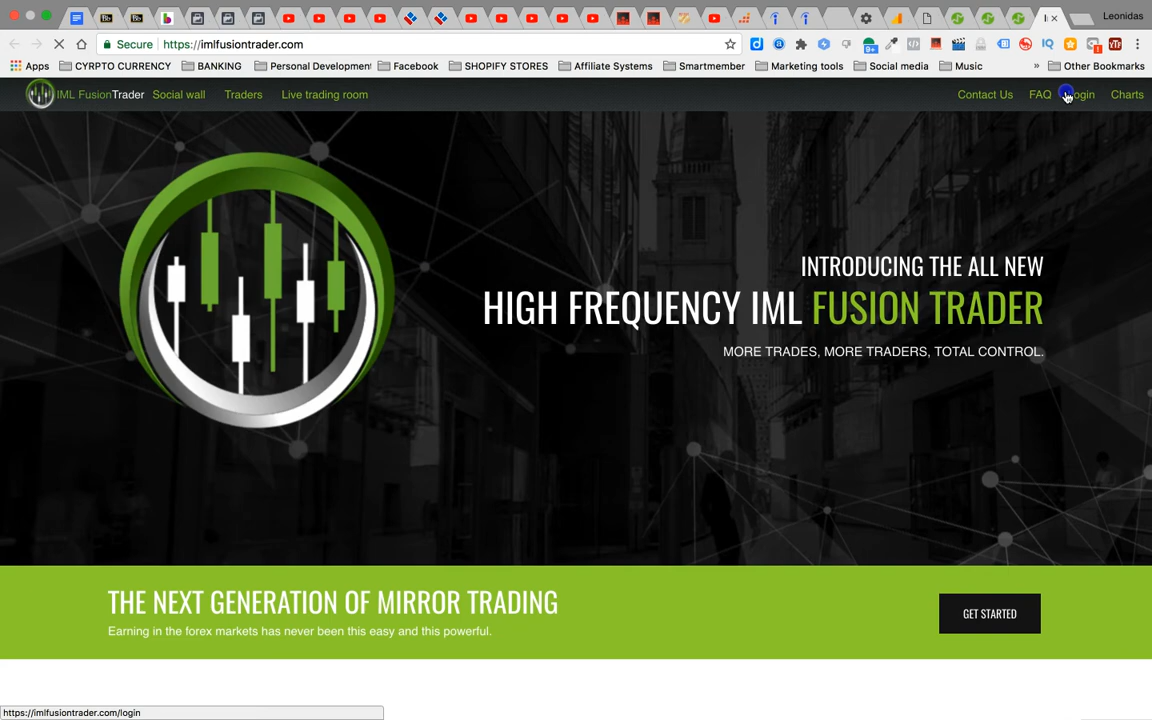 Leonidas
Secure https://imlfusiontrader.com
Apps CYRPTO CURRENCY BANKING Personal Development Facebook SHOPIFY STORES Affiliate Systems Smartmember Marketing tools Social media Music » Other Bookmarks
IML FusionTrader Social wall Traders Live trading room Contact Us FAQ Login Charts
INTRODUCING THE ALL NEW
HIGH FREQUENCY IML FUSION TRADER
MORE TRADES, MORE TRADERS, TOTAL CONTROL.
THE NEXT GENERATION OF MIRROR TRADING
GET STARTED
Earning in the forex markets has never been this easy and this powerful.
https://imlfusiontrader.com/login